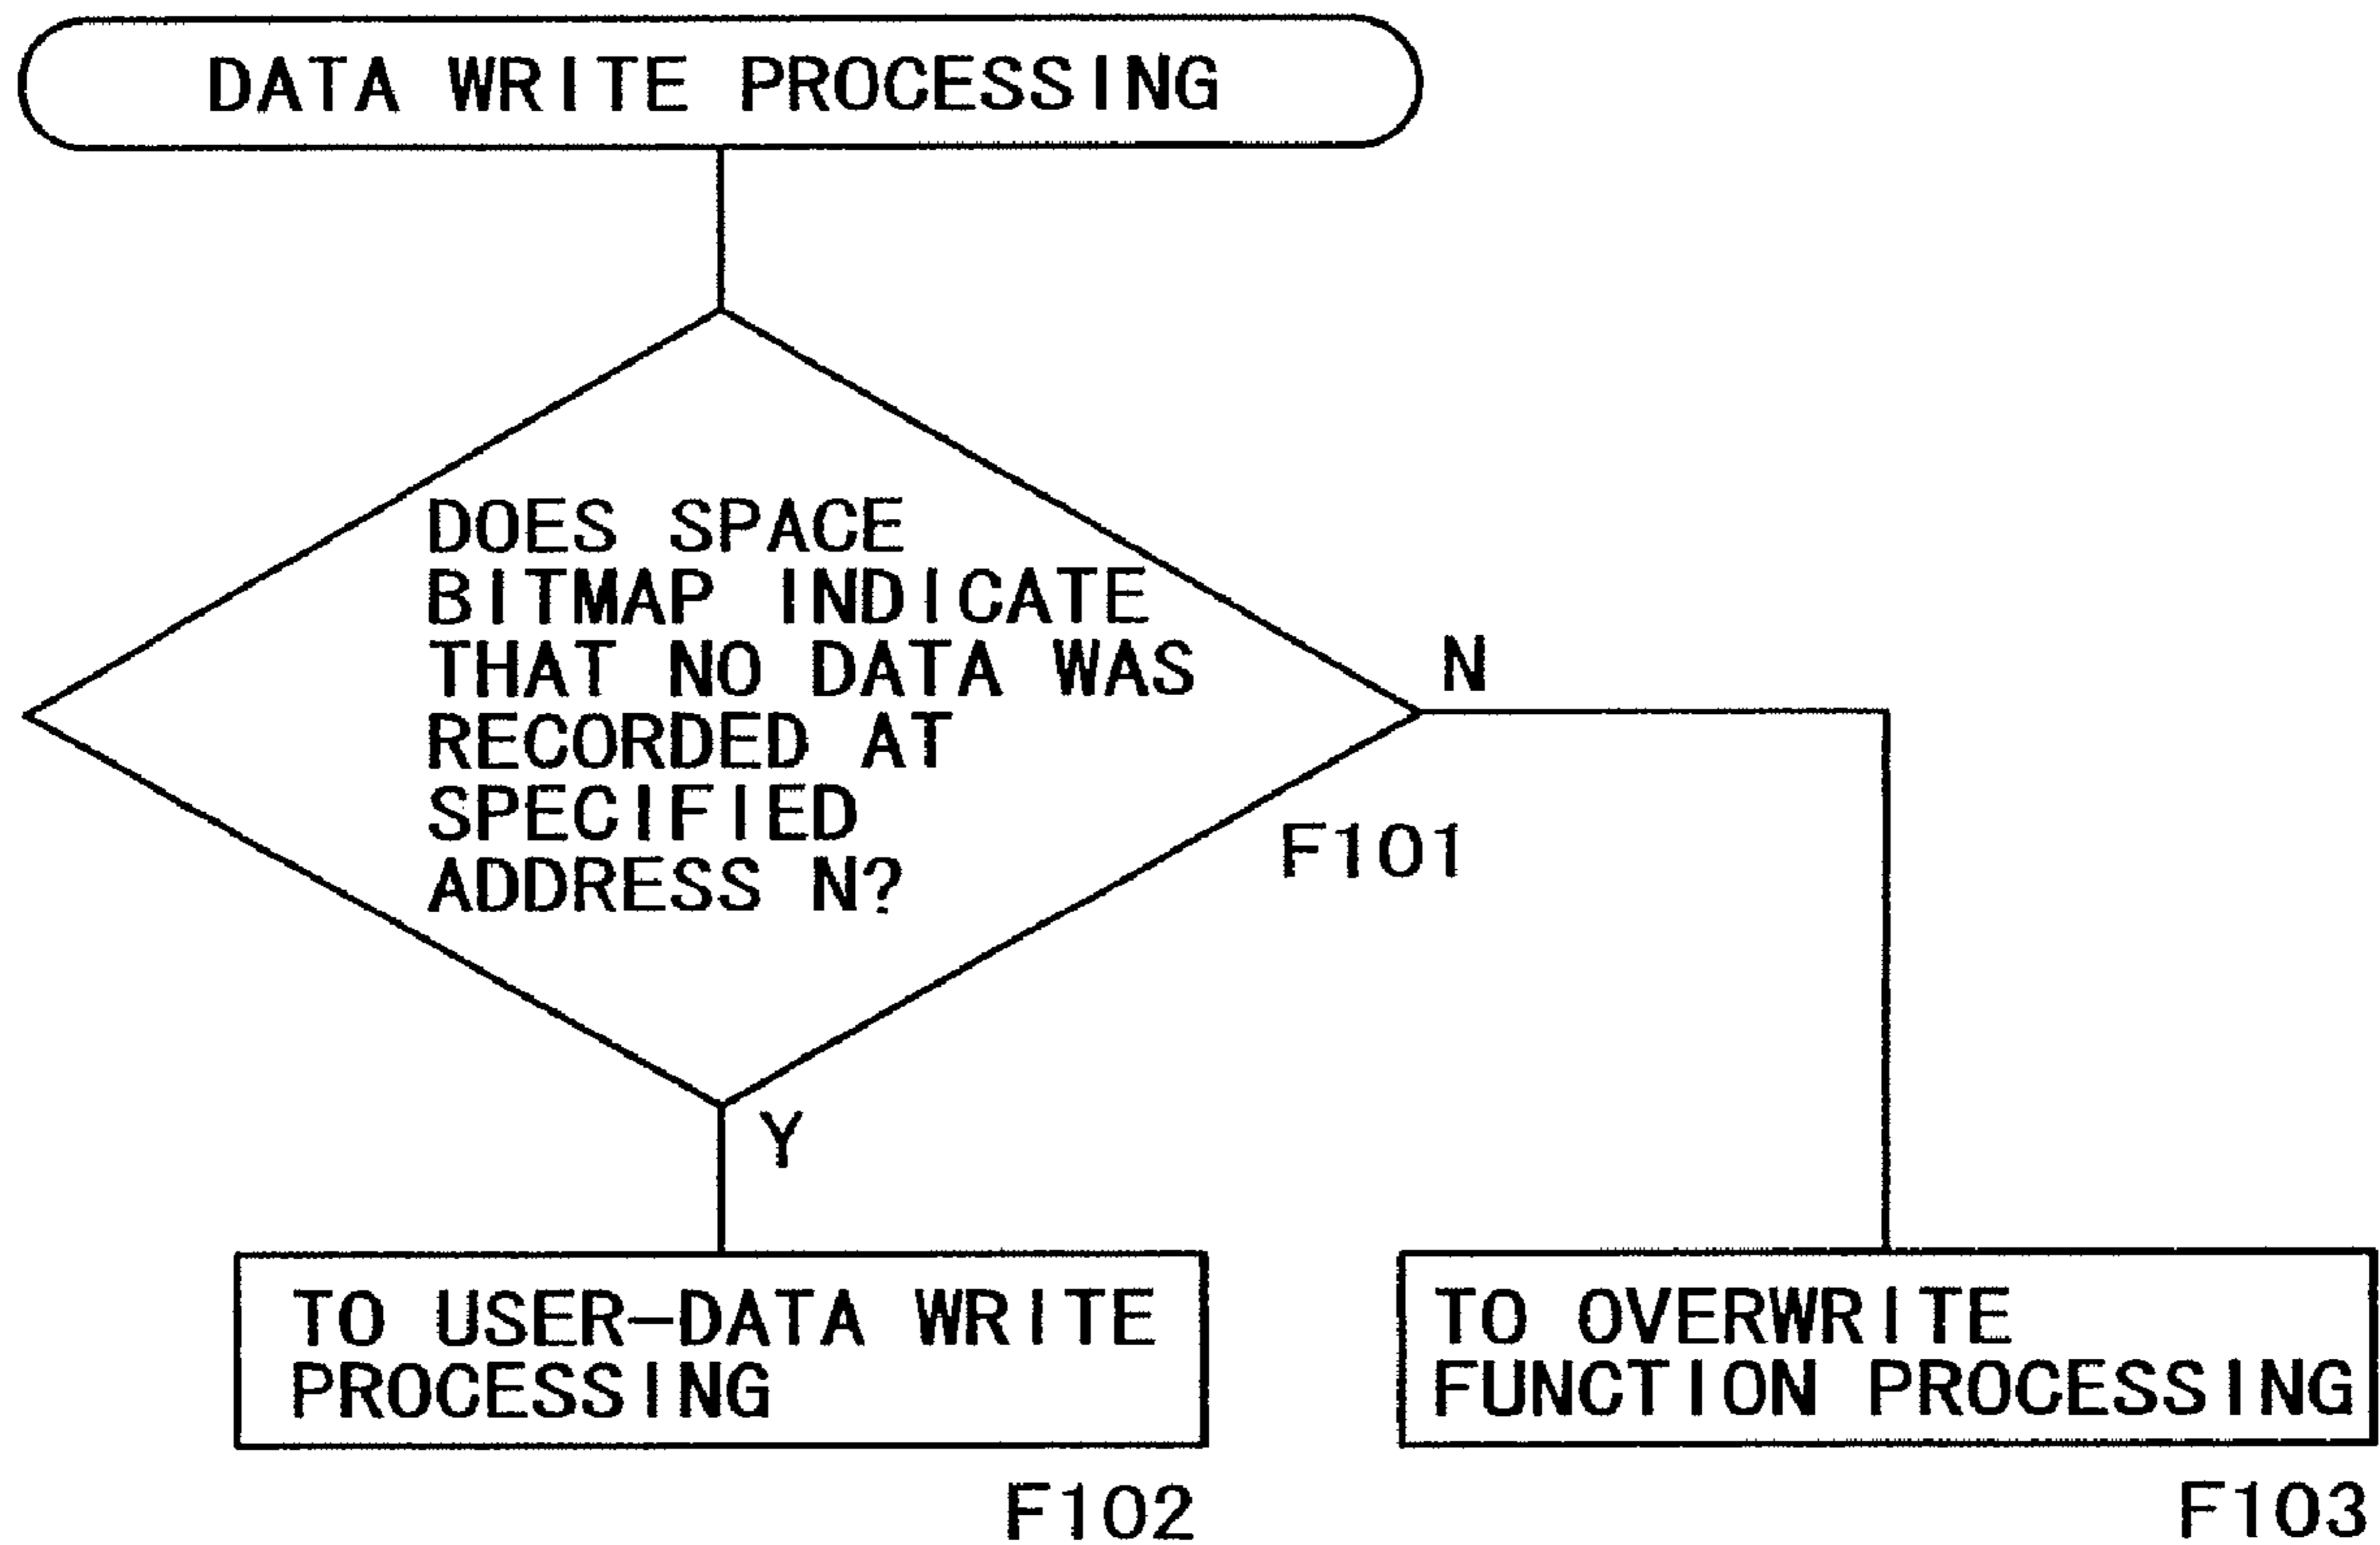 DATA WRITE PROCESSING
DOES SPACE
BITMAP INDICATE
THAT NO DATA WAS
RECORDED AT
SPECIFIED
ADDRESS N?
N
F101
Y
TO USER-DATA WRITE
PROCESSING
F102
TO OVERWRITE
FUNCTION PROCESSING
F103